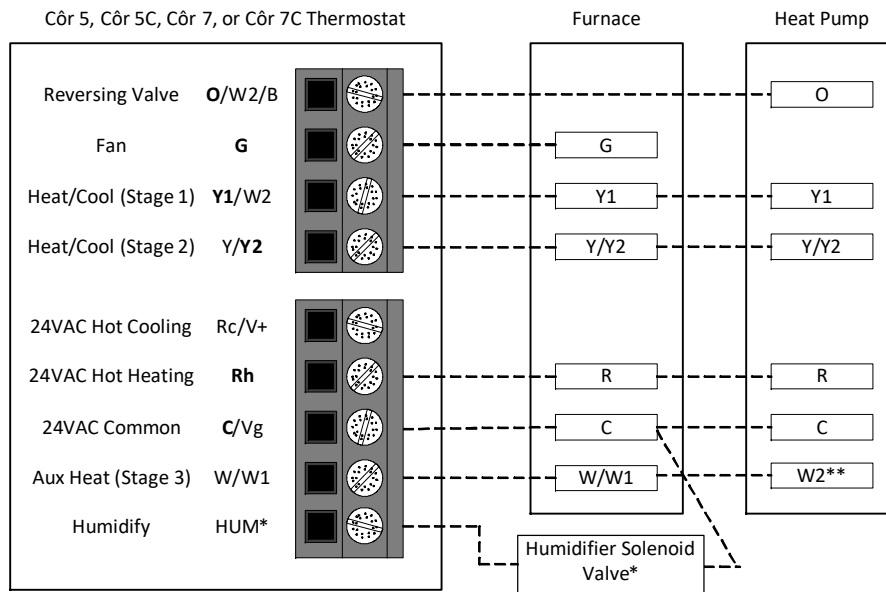 Côr 5, Côr 5C, Côr 7, or Côr 7C Thermostat Furnace Heat Pump
Reversing Valve O/W2/B O
Fan G G
Heat/Cool (Stage 1) Y1/W2 Y1 Y1
Heat/Cool (Stage 2) Y/Y2 Y/Y2 Y/Y2
24VAC Hot Cooling Rc/V+
24VAC Hot Heating Rh R R
24VAC Common C/Vg C C
Aux Heat (Stage 3) W/W1 W/W1 W2**
Humidify HUM*
Humidifier Solenoid
Valve*